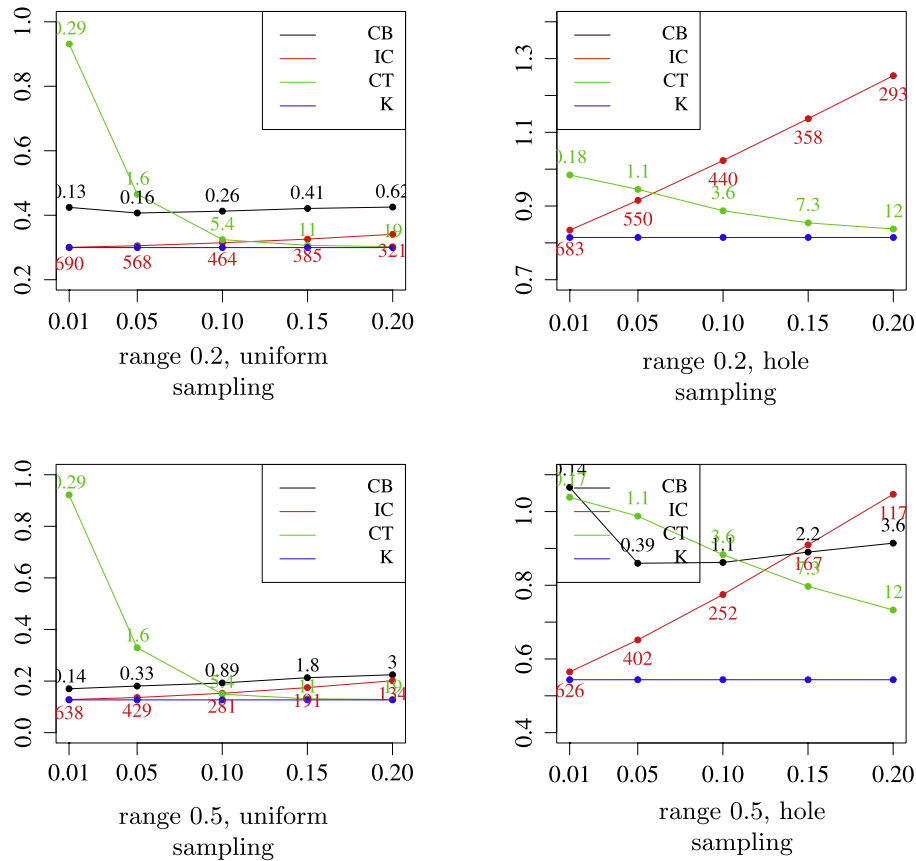 CB
IC
CT
K
0.29
1.6
5.4
11
19
0.13
0.16
0.26
0.41
0.62
690
568
464
385
321
0.2
0.4
0.6
0.8
1.0
0.01 0.05 0.10 0.15 0.20
range 0.2, uniform
sampling
CB
IC
CT
K
0.18
1.1
3.6
7.3
12
683
550
440
358
293
0.7
0.9
1.1
1.3
0.01 0.05 0.10 0.15 0.20
range 0.2, hole
sampling
CB
IC
CT
K
0.29
1.6
5.4
11
19
0.14
0.33
0.89
1.8
3
638
429
281
191
134
0.0
0.2
0.4
0.6
0.8
1.0
0.01 0.05 0.10 0.15 0.20
range 0.5, uniform
sampling
CB
IC
CT
K
0.14
0.39
1.1
2.2
3.6
0.17
1.1
3.6
7.3
12
626
402
252
167
117
0.4
0.6
0.8
1.0
0.01 0.05 0.10 0.15 0.20
range 0.5, hole
sampling